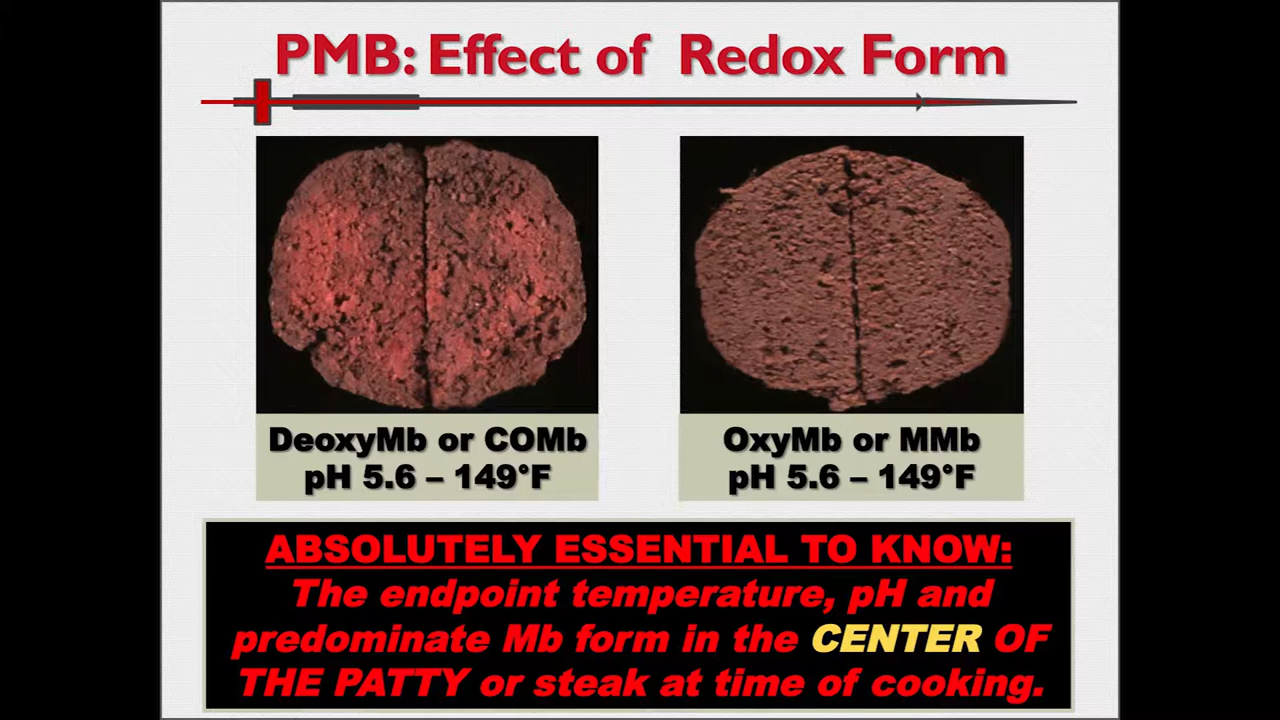 PMB: Effect of Redox Form
DeoxyMb or COMb
pH 5.6 – 149°F
OxyMb or MMb
pH 5.6 – 149°F
ABSOLUTELY ESSENTIAL TO KNOW:
The endpoint temperature, pH and
predominate Mb form in the CENTER OF
THE PATTY or steak at time of cooking.